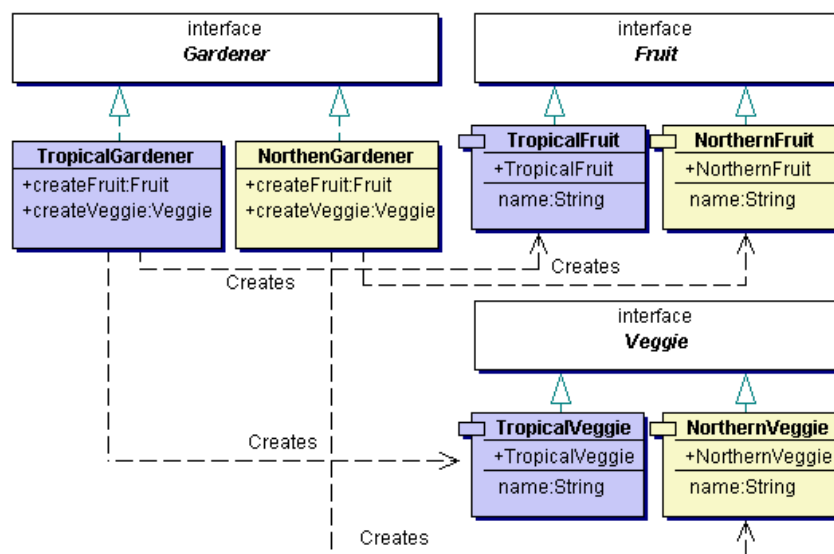 interface
Gardener
interface
Fruit
TropicalGardener
+createFruit:Fruit
+createVeggie:Veggie
NorthenGardener
+createFruit:Fruit
+createVeggie:Veggie
TropicalFruit
+TropicalFruit
name:String
NorthernFruit
+NorthernFruit
name:String
Creates
Creates
interface
Veggie
TropicalVeggie
+TropicalVeggie
name:String
NorthernVeggie
+NorthernVeggie
name:String
Creates
Creates